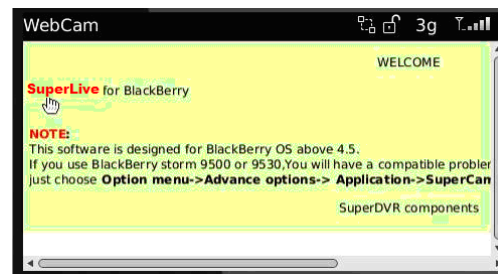 WebCam 3g
WELCOME
SuperLive for BlackBerry
NOTE:
This software is designed for BlackBerry OS above 4.5.
If you use BlackBerry storm 9500 or 9530,You will have a compatible
just choose Option menu->Advance options-> Application->SuperCam
SuperDVR components